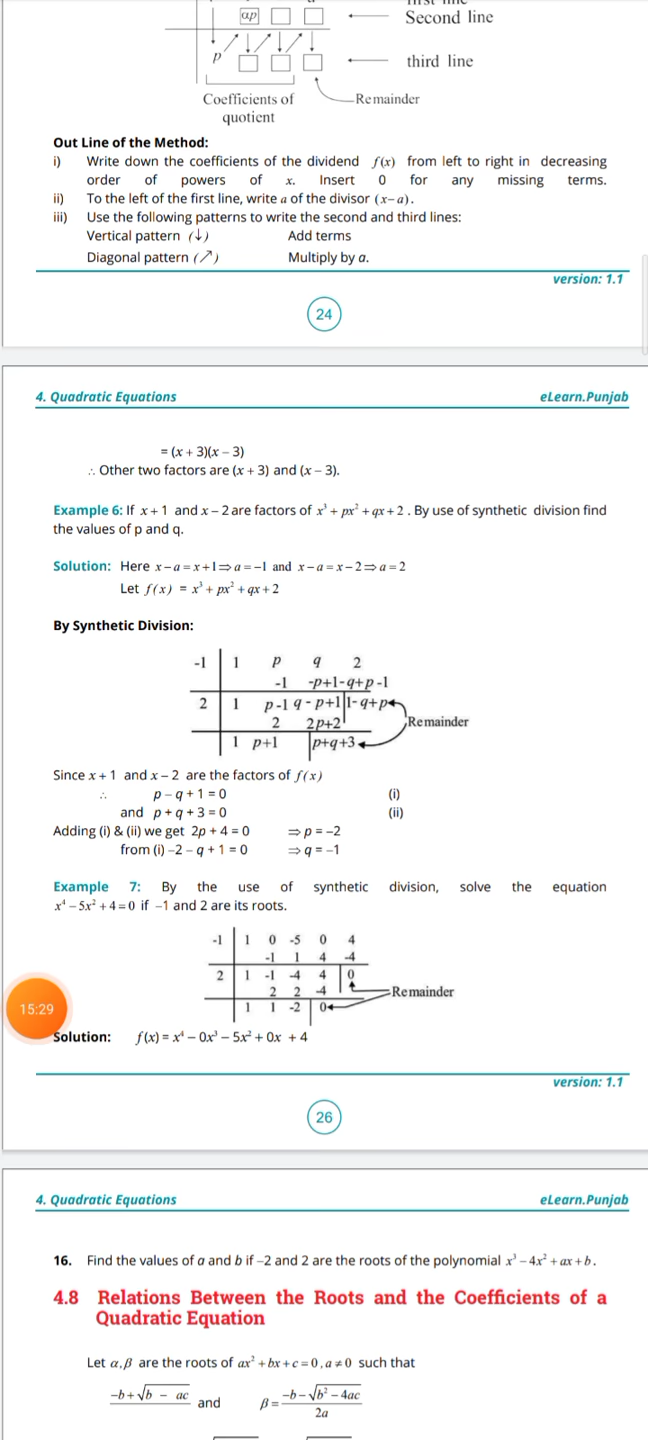 ap
Second line
p
third line
Coefficients of
quotient
Remainder
Out Line of the Method:
i) Write down the coefficients of the dividend f(x) from left to right in decreasing
order of powers of x. Insert 0 for any missing terms.
ii) To the left of the first line, write a of the divisor (x– a).
iii) Use the following patterns to write the second and third lines:
Vertical pattern (↓) Add terms
Diagonal pattern (↗) Multiply by a.
version: 1.1
24
4. Quadratic Equations eLearn.Punjab
= (x + 3)(x – 3)
∴ Other two factors are (x + 3) and (x – 3).
Example 6: If x + 1 and x – 2 are factors of x³ + px² + qx + 2 . By use of synthetic division find
the values of p and q.
Solution: Here x – a = x + 1 ⇒ a = –1 and x – a = x – 2 ⇒ a = 2
Let f(x) = x³ + px² + qx + 2
By Synthetic Division:
-1 1 p q 2
-1 -p+1 -q+p -1
2 1 p -1 q - p+1 1-q+p
2 2p+2 Remainder
1 p+1 p+q+3
Since x + 1 and x – 2 are the factors of f(x)
∴ p – q + 1 = 0 (i)
and p + q + 3 = 0 (ii)
Adding (i) & (ii) we get 2p + 4 = 0 ⇒ p = –2
from (i) –2 – q + 1 = 0 ⇒ q = –1
Example 7: By the use of synthetic division, solve the equation
x⁴ – 5x² + 4 = 0 if –1 and 2 are its roots.
-1 1 0 -5 0 4
-1 1 4 -4
2 1 -1 -4 4 0
2 2 -4 Remainder
1 1 -2 0
15:29
Solution: f(x) = x⁴ – 0x³ – 5x² + 0x + 4
version: 1.1
26
4. Quadratic Equations eLearn.Punjab
16. Find the values of a and b if –2 and 2 are the roots of the polynomial x³ – 4x² + ax + b.
4.8 Relations Between the Roots and the Coefficients of a
Quadratic Equation
Let α,β are the roots of ax² + bx + c = 0, a ≠ 0 such that
–b + √b – ac and β = –b – √b² – 4ac
2a